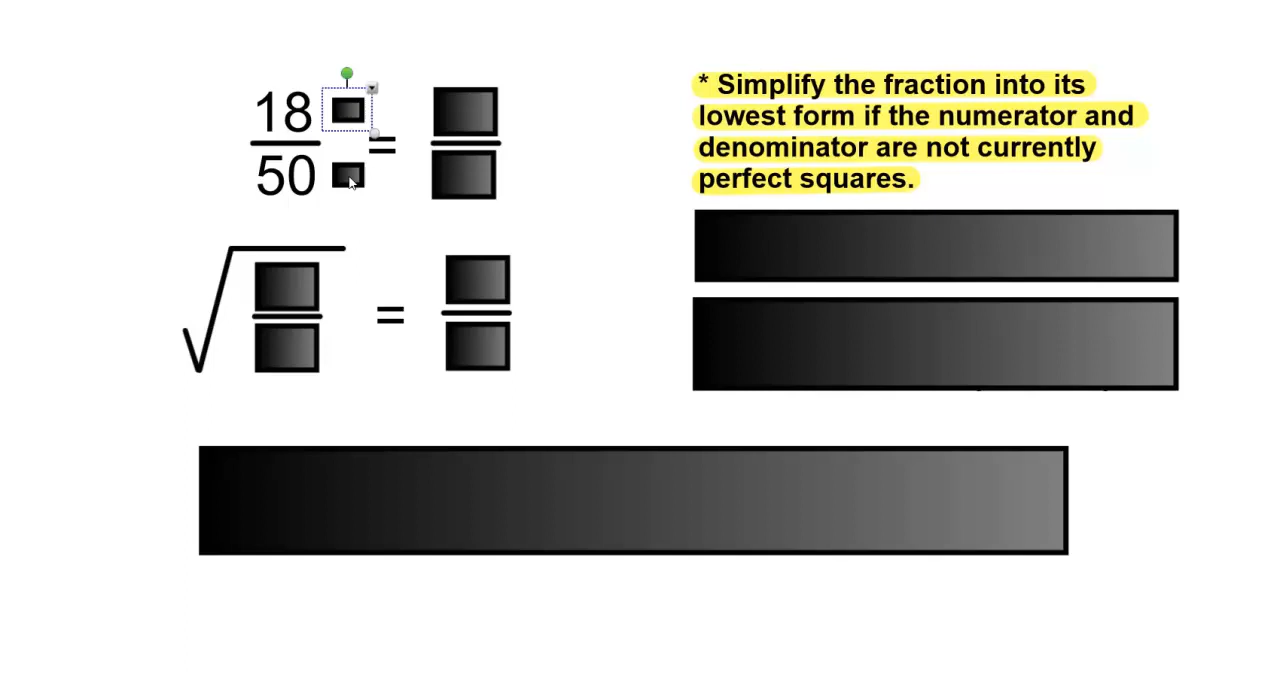 18
50
=
* Simplify the fraction into its
lowest form if the numerator and
denominator are not currently
perfect squares.
√ =